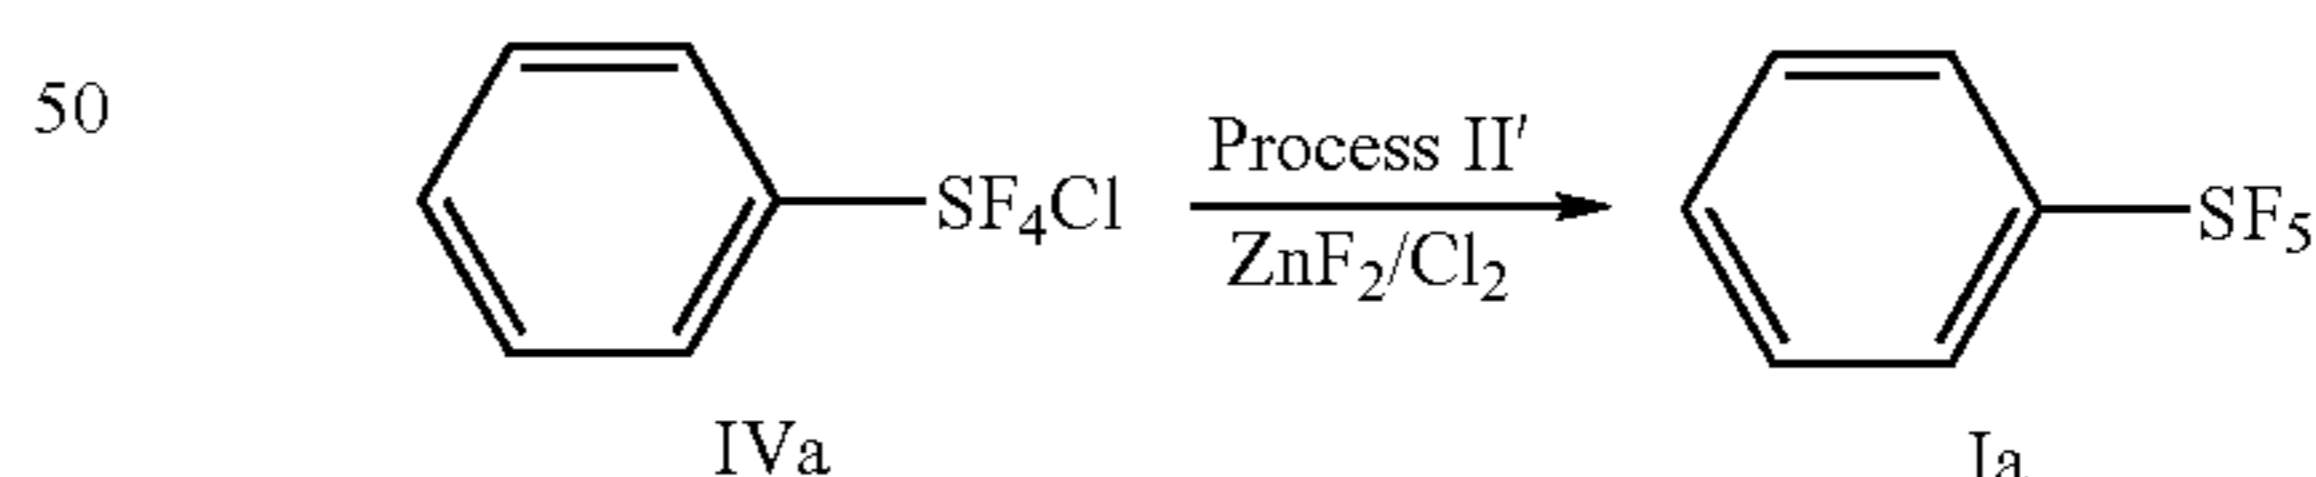 50
SF₄Cl
Process II′
ZnF₂/Cl₂
SF₅
IVa
Ia